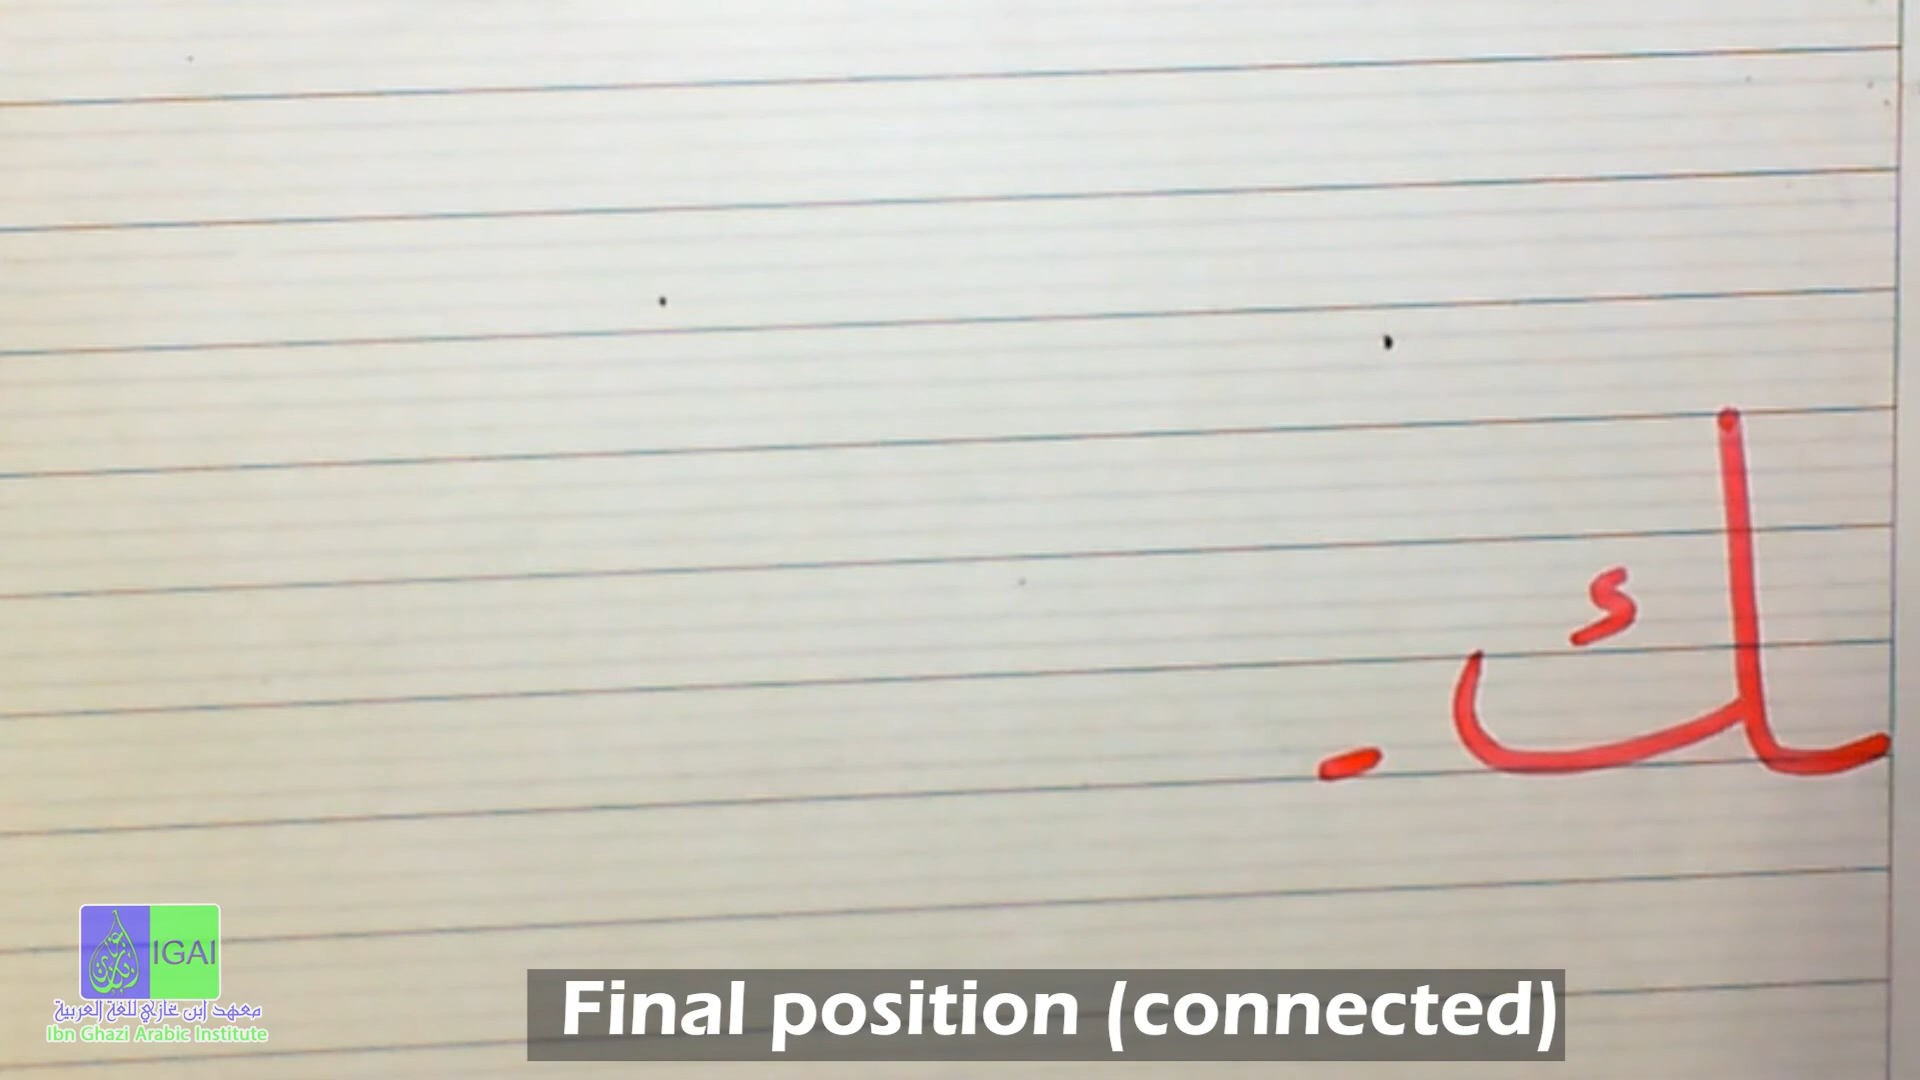 ـك -
IGAI
معهد ابن غازي للغة العربية
Ibn Ghazi Arabic Institute
Final position (connected)